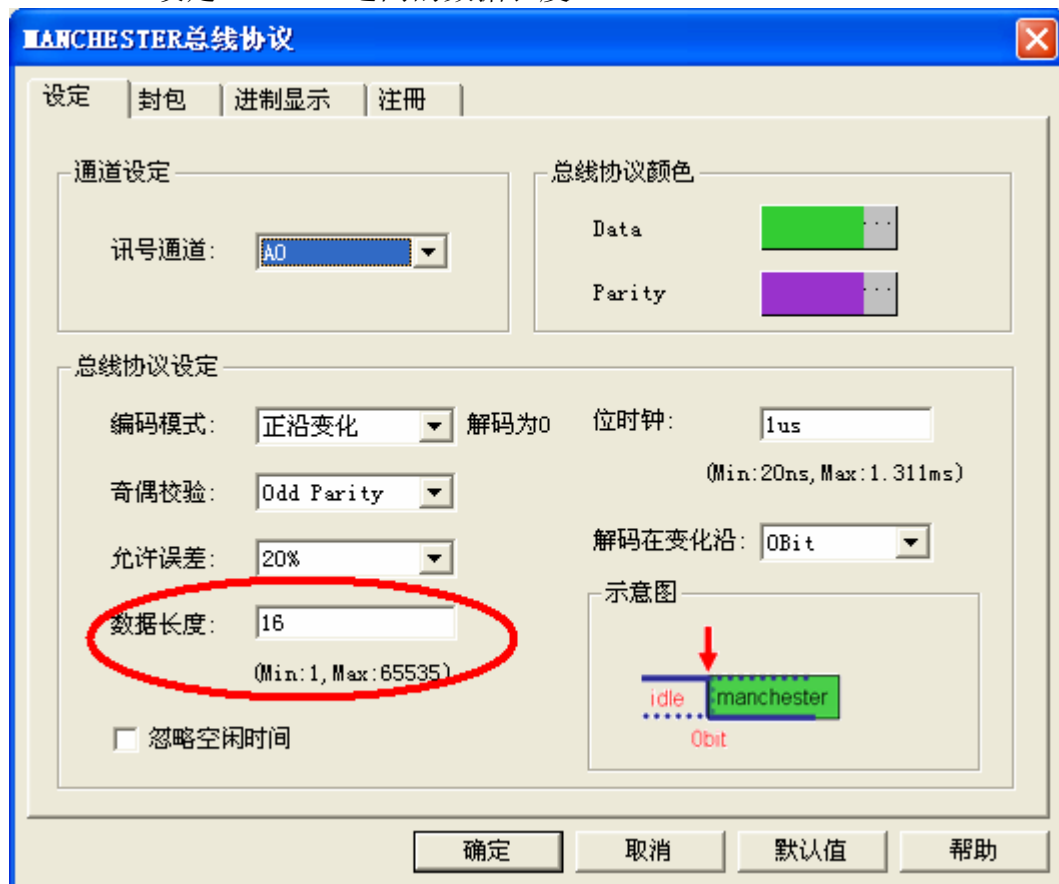 MANCHESTER总线协议
设定 封包 进制显示 注册
通道设定
讯号通道: A0
总线协议颜色
Data ...
Parity ...
总线协议设定
编码模式: 正沿变化 解码为0
奇偶校验: Odd Parity
允许误差: 20%
数据长度: 16
(Min:1,Max:65535)
忽略空闲时间
位时钟: 1us
(Min:20ns,Max:1.311ms)
解码在变化沿: 0Bit
示意图
idle manchester
0bit
确定 取消 默认值 帮助